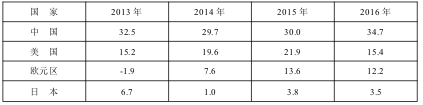 国 家 2013 年 2014 年 2015 年 2016 年
中 国 32.5 29.7 30.0 34.7
美 国 15.2 19.6 21.9 15.4
欧元区 -1.9 7.6 13.6 12.2
日 本 6.7 1.0 3.8 3.5